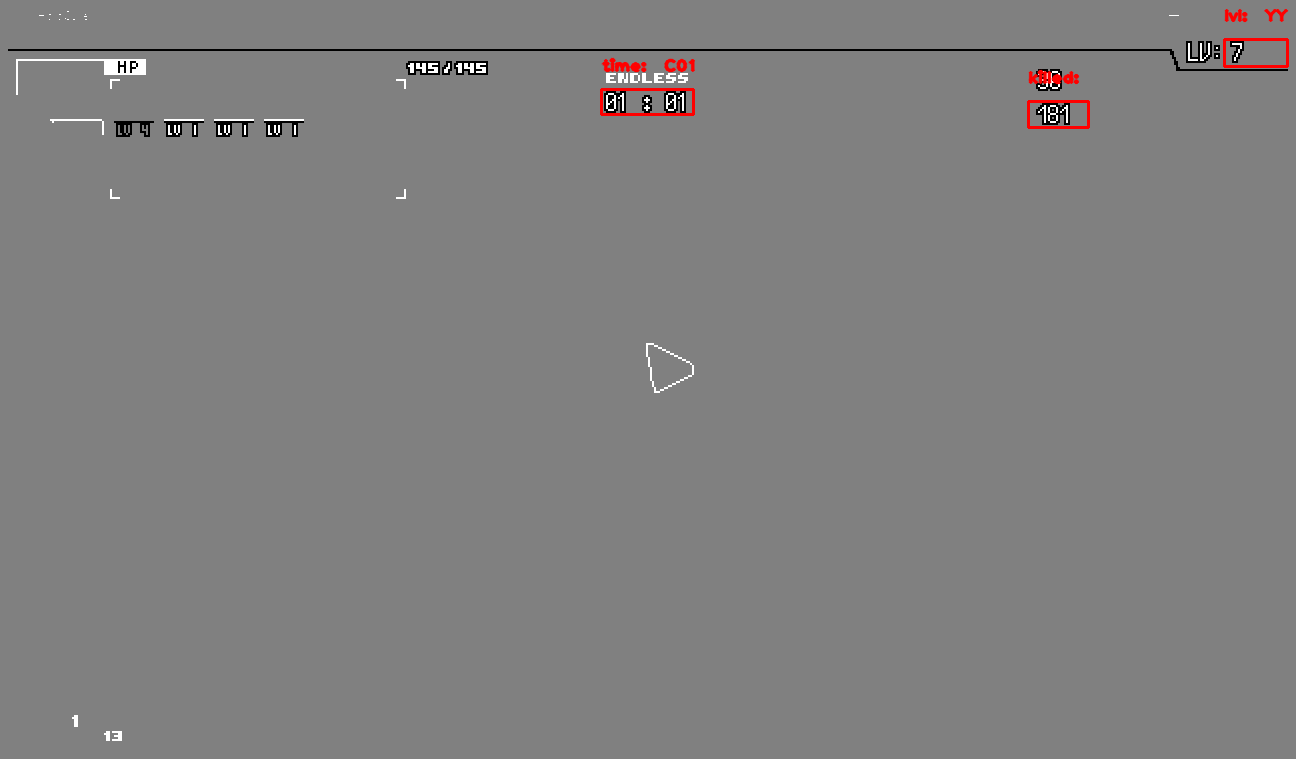 lvl: YY
LV: 7
HP
145/145
time: C01
ENDLESS
01 : 01
killed:
181
LV 4 LV 1 LV 1 LV 1
1
13